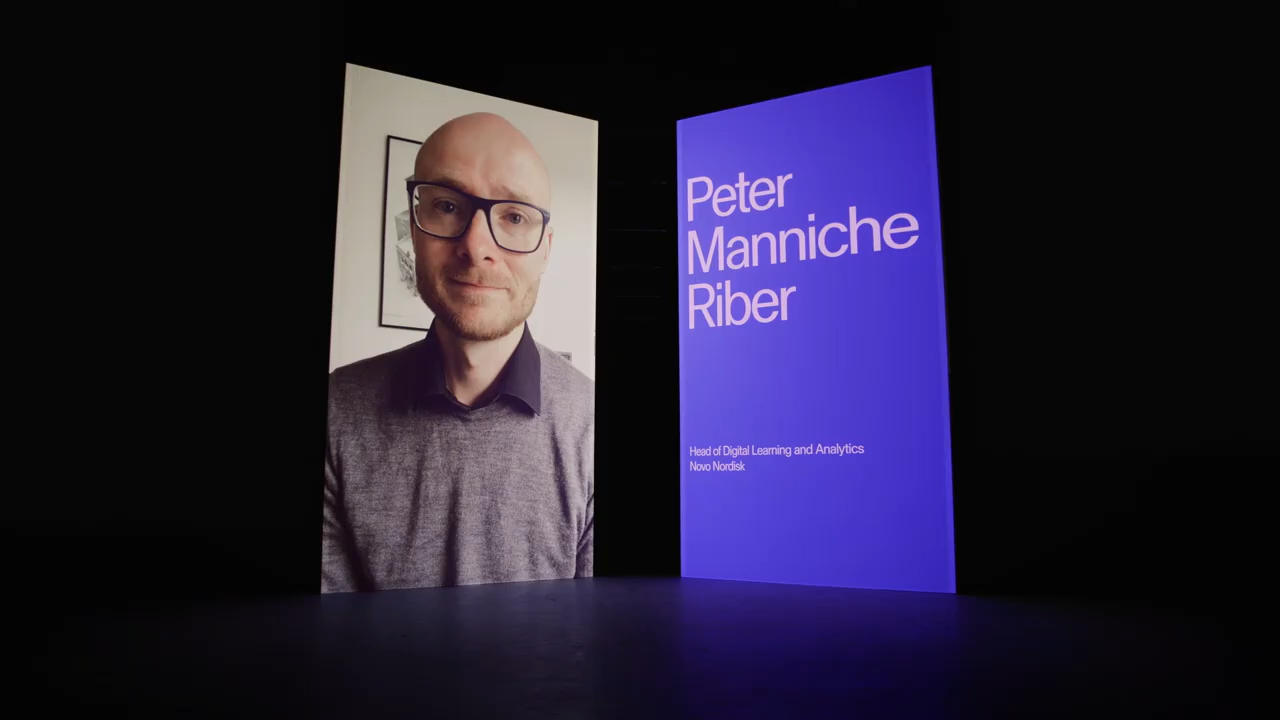 Peter
Manniche
Riber
Head of Digital Learning and Analytics
Novo Nordisk